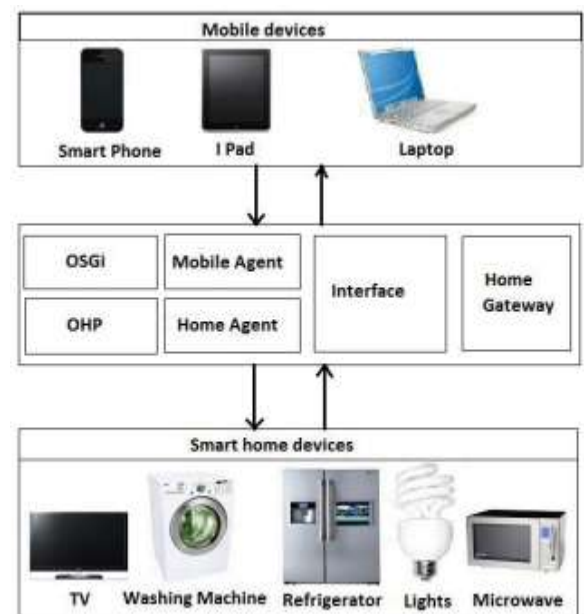 Mobile devices
Smart Phone
I Pad
Laptop
OSGi
Mobile Agent
Interface
Home
Gateway
OHP
Home Agent
Smart home devices
TV
Washing Machine
Refrigerator
Lights
Microwave